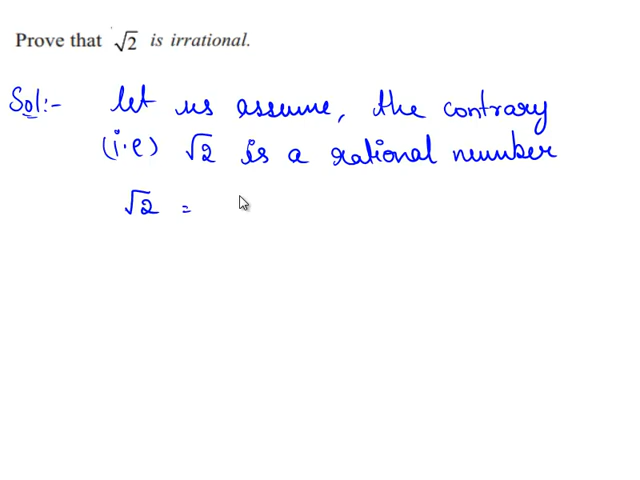 Prove that √2 is irrational.
Sol:- let us assume, the contrary
(i.e) √2 is a rational number
√2 =